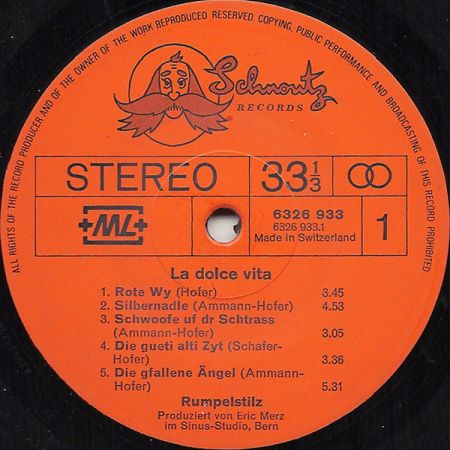 ALL RIGHTS OF THE RECORD PRODUCER AND OF THE OWNER OF THE WORK REPRODUCED RESERVED. COPYING, PUBLIC PERFORMANCE AND BROADCASTING OF THIS RECORD PROHIBITED
Schnoutz
RECORDS
STEREO
33 1/3
+ML+
6326 933
6326 933.1
Made in Switzerland
1
La dolce vita
1. Rote Wy (Hofer) 3.45
2. Silbernadle (Ammann-Hofer) 4.53
3. Schwoofe uf dr Schtrass
(Ammann-Hofer) 3.05
4. Die gueti alti Zyt (Schafer-
Hofer) 3.36
5. Die gfallene Ängel (Ammann-
Hofer) 5.31
Rumpelstilz
Produziert von Eric Merz
im Sinus-Studio, Bern